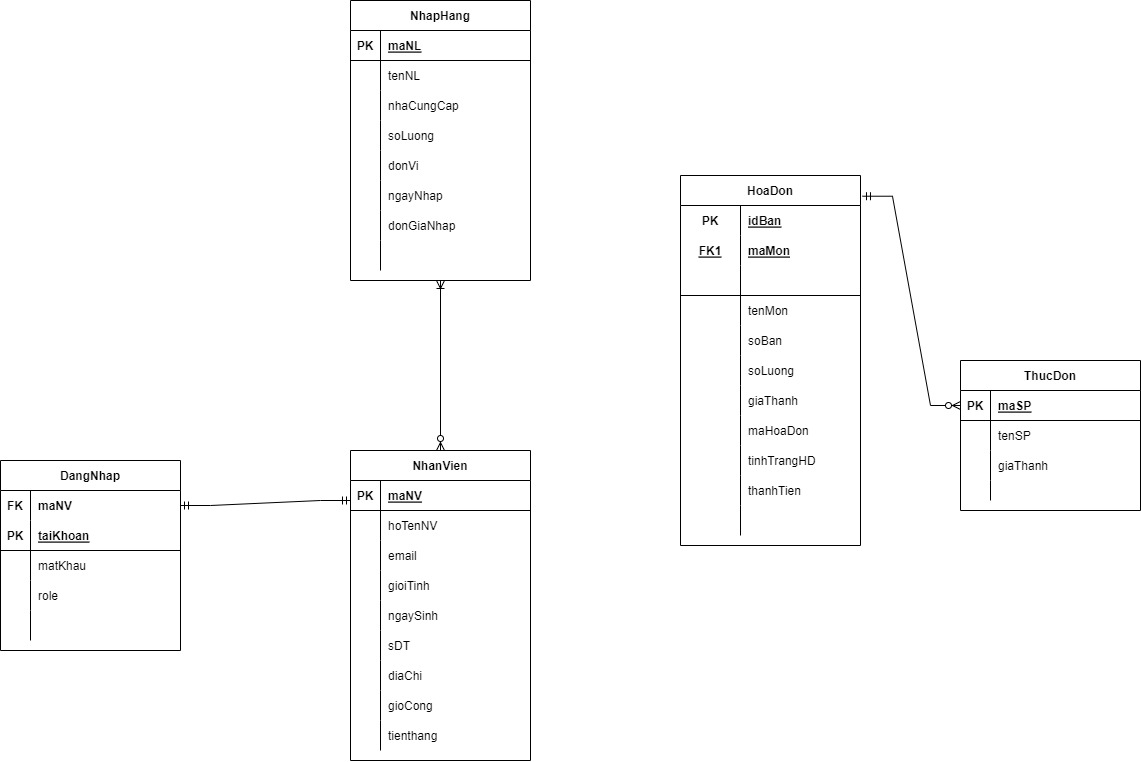 NhapHang
PK maNL
tenNL
nhaCungCap
soLuong
donVi
ngayNhap
donGiaNhap
HoaDon
PK idBan
FK1 maMon
tenMon
soBan
soLuong
giaThanh
maHoaDon
tinhTrangHD
thanhTien
ThucDon
PK maSP
tenSP
giaThanh
DangNhap
FK maNV
PK taiKhoan
matKhau
role
NhanVien
PK maNV
hoTenNV
email
gioiTinh
ngaySinh
sDT
diaChi
gioCong
tienthang